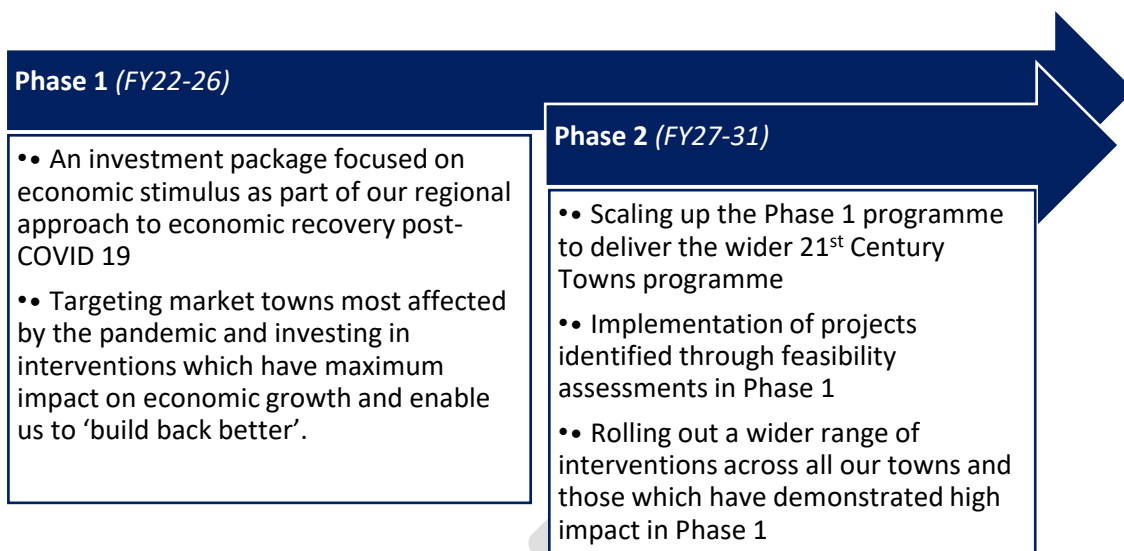 Phase 1 (FY22-26)
•• An investment package focused on
economic stimulus as part of our regional
approach to economic recovery post-
COVID 19
•• Targeting market towns most affected
by the pandemic and investing in
interventions which have maximum
impact on economic growth and enable
us to ‘build back better’.
Phase 2 (FY27-31)
•• Scaling up the Phase 1 programme
to deliver the wider 21st Century
Towns programme
•• Implementation of projects
identified through feasibility
assessments in Phase 1
•• Rolling out a wider range of
interventions across all our towns and
those which have demonstrated high
impact in Phase 1